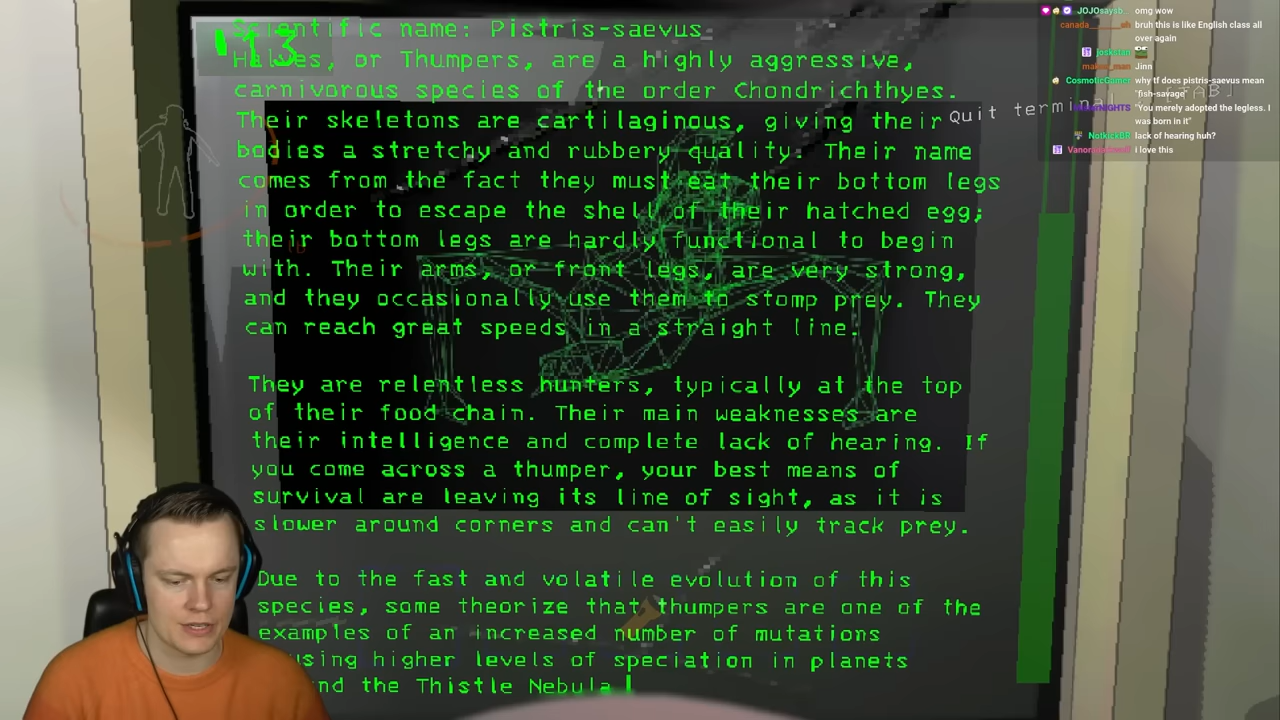 Scientific name: Pistris-saevus
Halves, or Thumpers, are a highly aggressive,
carnivorous species of the order Chondrichthyes.
Their skeletons are cartilaginous, giving their
bodies a stretchy and rubbery quality. Their name
comes from the fact they must eat their bottom legs
in order to escape the shell of their hatched egg;
their bottom legs are hardly functional to begin
with. Their arms, or front legs, are very strong,
and they occasionally use them to stomp prey. They
can reach great speeds in a straight line.
They are relentless hunters, typically at the top
of their food chain. Their main weaknesses are
their intelligence and complete lack of hearing. If
you come across a thumper, your best means of
survival are leaving its line of sight, as it is
slower around corners and can't easily track prey.
Due to the fast and volatile evolution of this
species, some theorize that thumpers are one of the
examples of an increased number of mutations
using higher levels of speciation in planets
nd the Thistle Nebula
Quit terminal
JOJOsaysb omg wow
bruh this is like English class all
over again
Jinn
CosmoticGamer why tf does pistris-saevus mean
"fish-savage"
"You merely adopted the legless. I
was born in it"
lack of hearing huh?
i love this